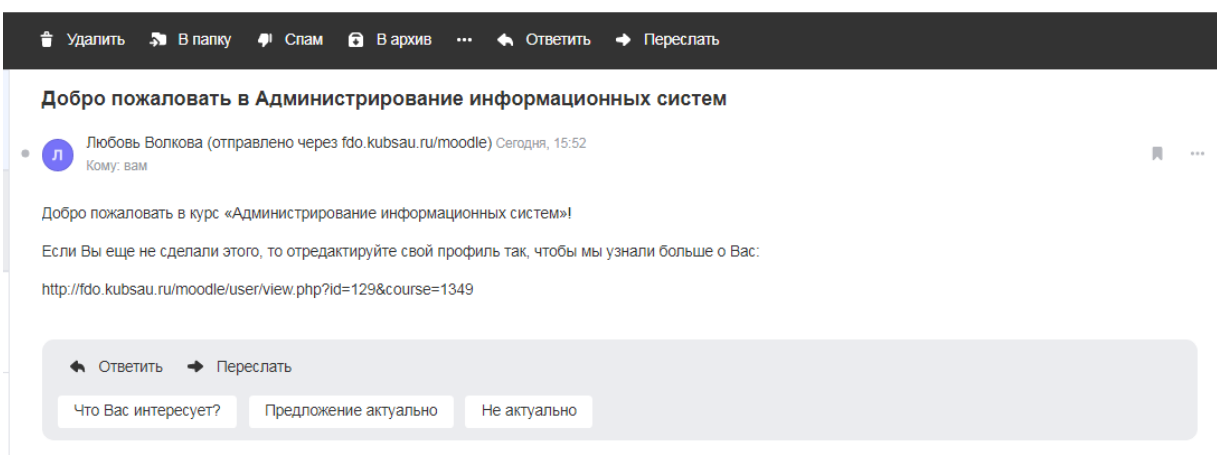 Удалить В папку Спам В архив ... Ответить Переслать
Добро пожаловать в Администрирование информационных систем
Любовь Волкова (отправлено через fdo.kubsau.ru/moodle) Сегодня, 15:52
Л
Кому: вам
Добро пожаловать в курс «Администрирование информационных систем»!
Если Вы еще не сделали этого, то отредактируйте свой профиль так, чтобы мы узнали больше о Вас:
http://fdo.kubsau.ru/moodle/user/view.php?id=129&course=1349
Ответить Переслать
Что Вас интересует? Предложение актуально Не актуально